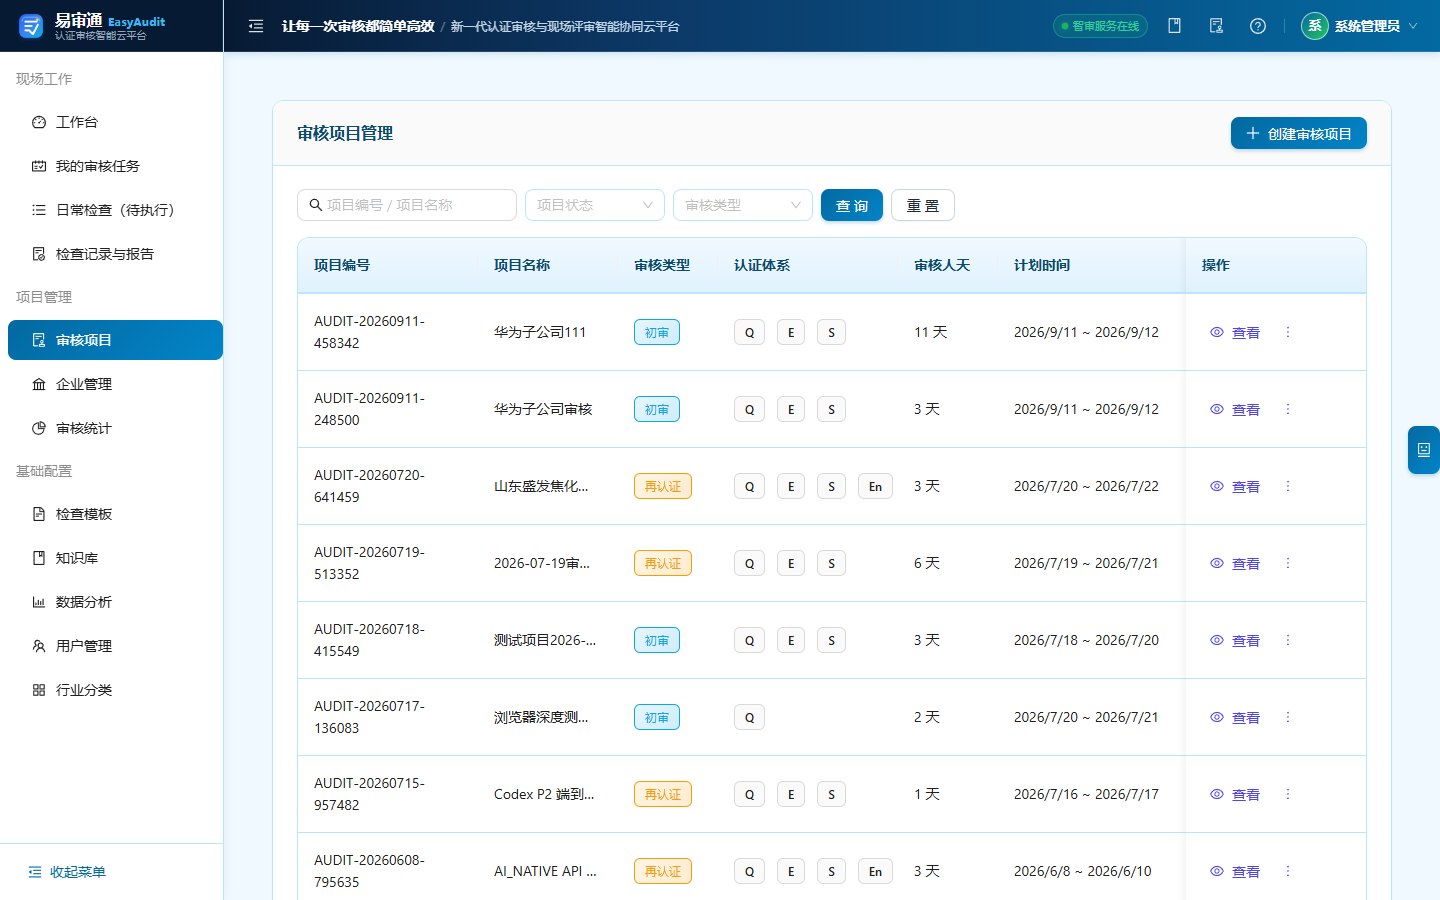 易审通 EasyAudit
认证审核智能云平台
让每一次审核都简单高效 / 新一代认证审核与现场评审智能协同云平台
智审服务在线
系 系统管理员
现场工作
工作台
我的审核任务
日常检查（待执行）
检查记录与报告
项目管理
审核项目
企业管理
审核统计
基础配置
检查模板
知识库
数据分析
用户管理
行业分类
收起菜单
审核项目管理
创建审核项目
项目编号 / 项目名称
项目状态
审核类型
查 询
重 置
项目编号 项目名称 审核类型 认证体系 审核人天 计划时间 操作
AUDIT-20260911-458342 华为子公司111 初审 Q E S 11 天 2026/9/11 ~ 2026/9/12 查看
AUDIT-20260911-248500 华为子公司审核 初审 Q E S 3 天 2026/9/11 ~ 2026/9/12 查看
AUDIT-20260720-641459 山东盛发焦化... 再认证 Q E S En 3 天 2026/7/20 ~ 2026/7/22 查看
AUDIT-20260719-513352 2026-07-19审... 再认证 Q E S 6 天 2026/7/19 ~ 2026/7/21 查看
AUDIT-20260718-415549 测试项目2026-... 初审 Q E S 3 天 2026/7/18 ~ 2026/7/20 查看
AUDIT-20260717-136083 浏览器深度测... 初审 Q 2 天 2026/7/20 ~ 2026/7/21 查看
AUDIT-20260715-957482 Codex P2 端到... 再认证 Q E S 1 天 2026/7/16 ~ 2026/7/17 查看
AUDIT-20260608-795635 AI_NATIVE API ... 再认证 Q E S En 3 天 2026/6/8 ~ 2026/6/10 查看